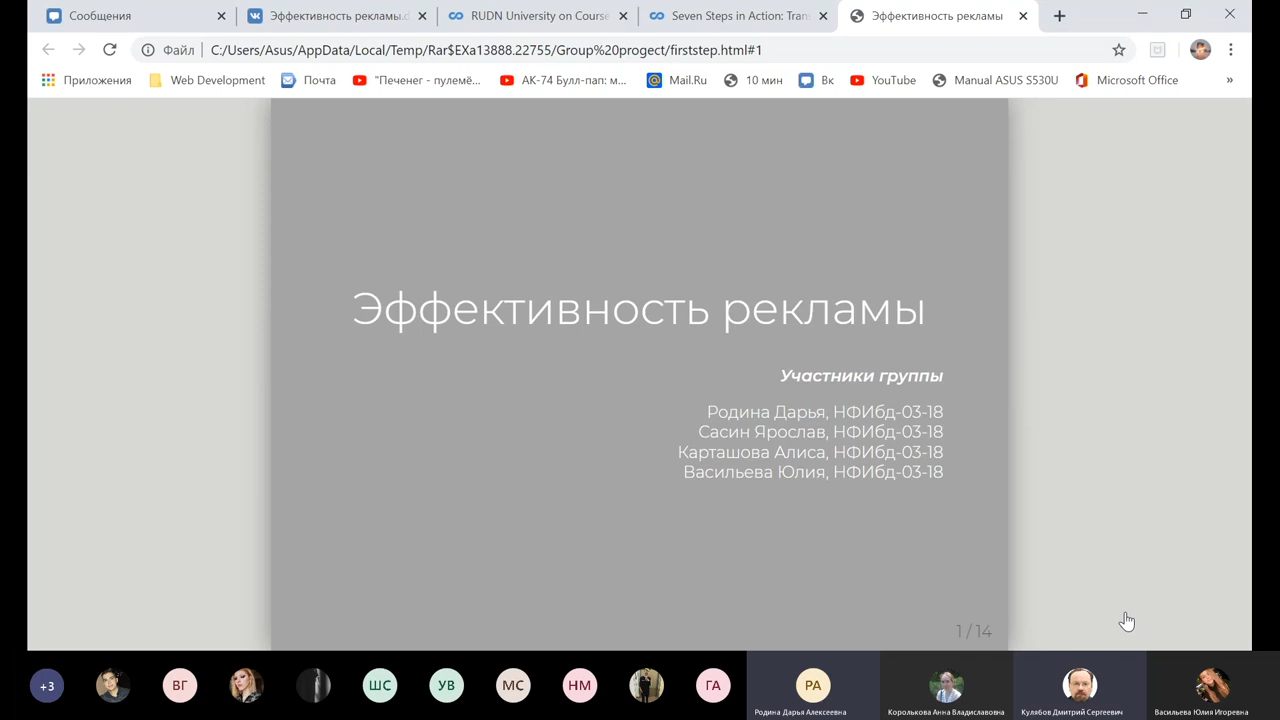 Сообщения
Эффективность рекламы.d
RUDN University on Course
Seven Steps in Action: Tran
Эффективность рекламы
Файл
C:/Users/Asus/AppData/Local/Temp/Rar$EXa13888.22755/Group%20progect/firststep.html#1
Приложения
Web Development
Почта
"Печенег - пулемё...
АК-74 Булл-пап: м...
Mail.Ru
0 мин
Вк
YouTube
Manual ASUS S530U
Microsoft Office
»
Эффективность рекламы
Участники группы
Родина Дарья, НФИбд-03-18
Сасин Ярослав, НФИбд-03-18
Карташова Алиса, НФИбд-03-18
Васильева Юлия, НФИбд-03-18
1 / 14
+3
ВГ
ШС
УВ
МС
НМ
ГА
РА
Родина Дарья Алексеевна
Королькова Анна Владиславовна
Кулябов Дмитрий Сергеевич
Васильева Юлия Игоревна